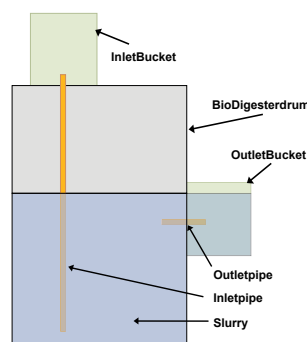 InletBucket
BioDigesterdrum
OutletBucket
Outletpipe
Inletpipe
Slurry